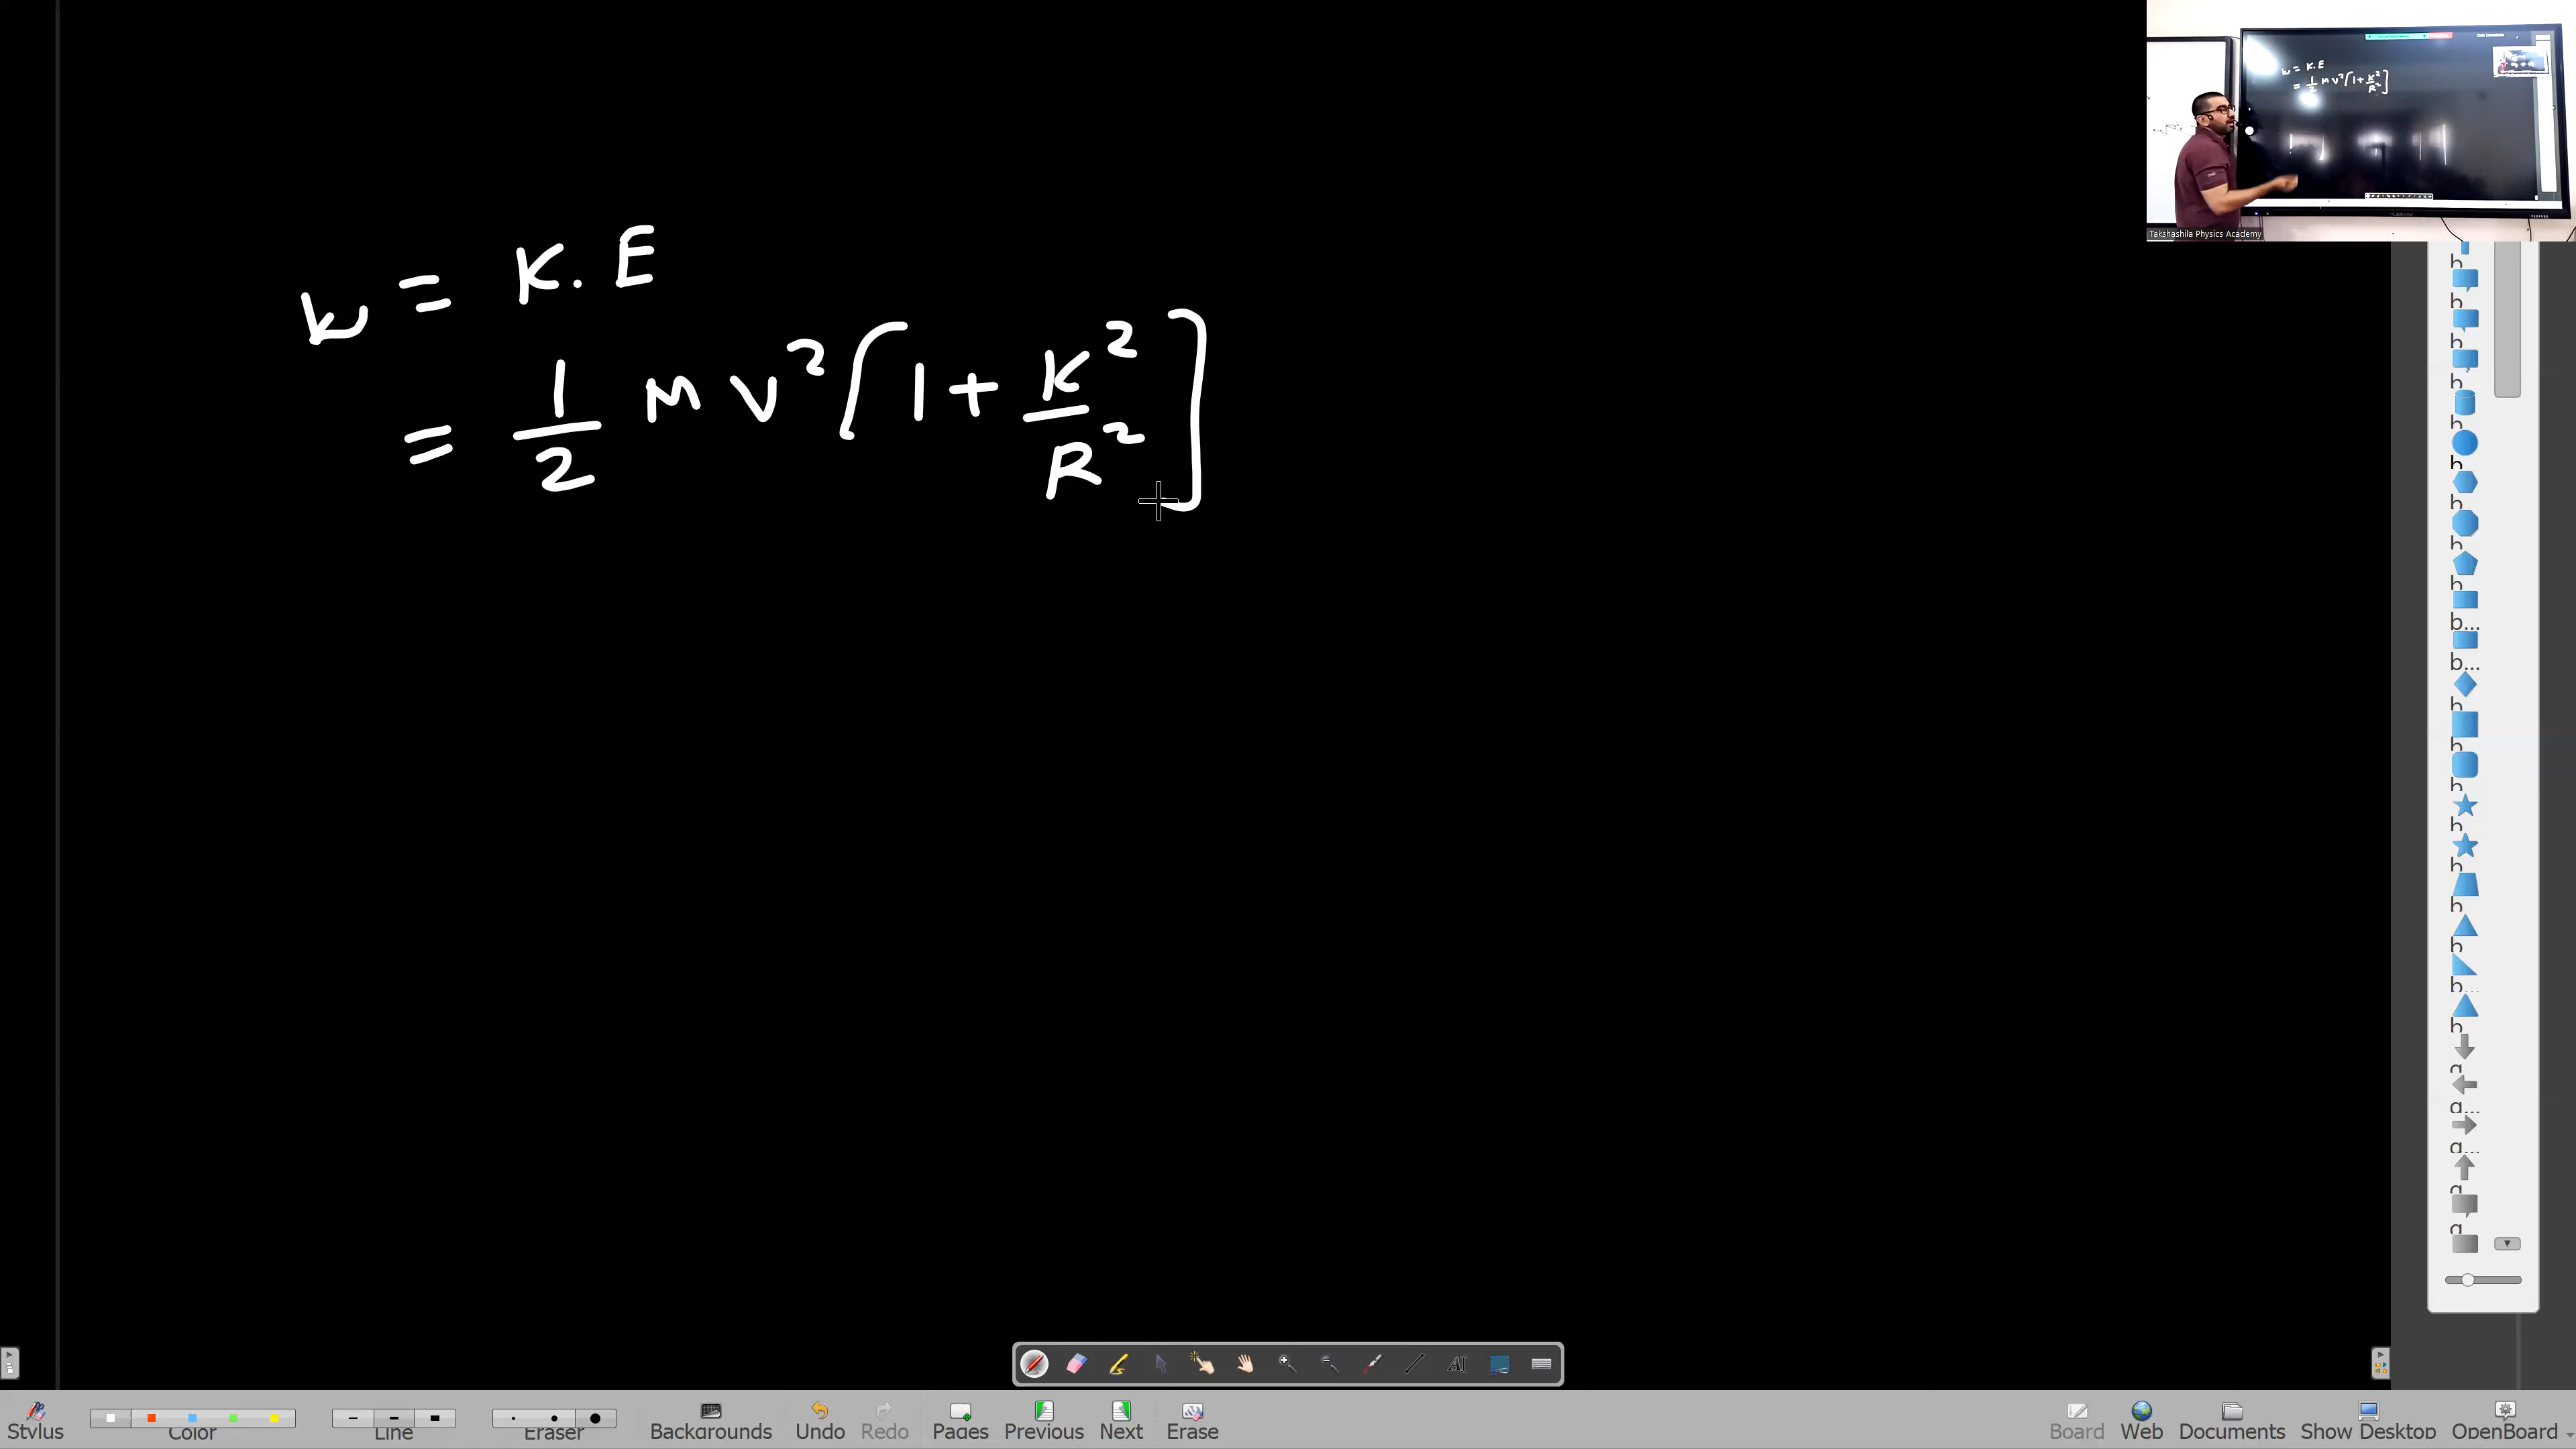 W = K.E
= 1/2 M V² [1 + K²/R²]
Takshashila Physics Academy
b
b
b
b
b
b
b
b
b
b...
b...
b
b
b
b
b
b
b
b
b...
b
a
a...
a...
a
a
Stylus
Color
Line
Eraser
Backgrounds
Undo
Redo
Pages
Previous
Next
Erase
Board
Web
Documents
Show Desktop
OpenBoard